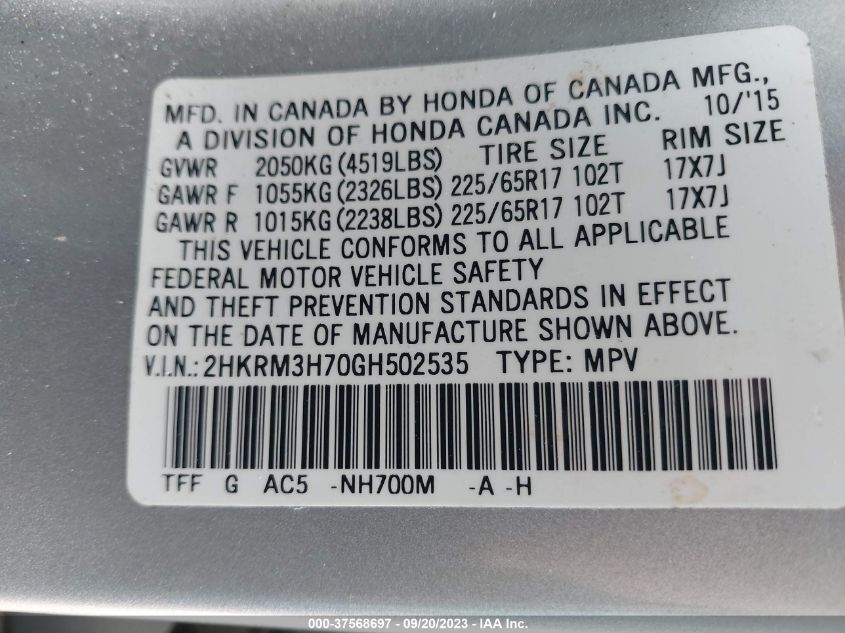 MFD. IN CANADA BY HONDA OF CANADA MFG.,
A DIVISION OF HONDA CANADA INC. 10/'15
GVWR 2050KG (4519LBS) TIRE SIZE RIM SIZE
GAWR F 1055KG (2326LBS) 225/65R17 102T 17X7J
GAWR R 1015KG (2238LBS) 225/65R17 102T 17X7J
THIS VEHICLE CONFORMS TO ALL APPLICABLE
FEDERAL MOTOR VEHICLE SAFETY
AND THEFT PREVENTION STANDARDS IN EFFECT
ON THE DATE OF MANUFACTURE SHOWN ABOVE.
V.I.N.:2HKRM3H70GH502535 TYPE: MPV
TFF G AC5 -NH700M -A -H
000-37568697 - 09/20/2023 - IAA Inc.